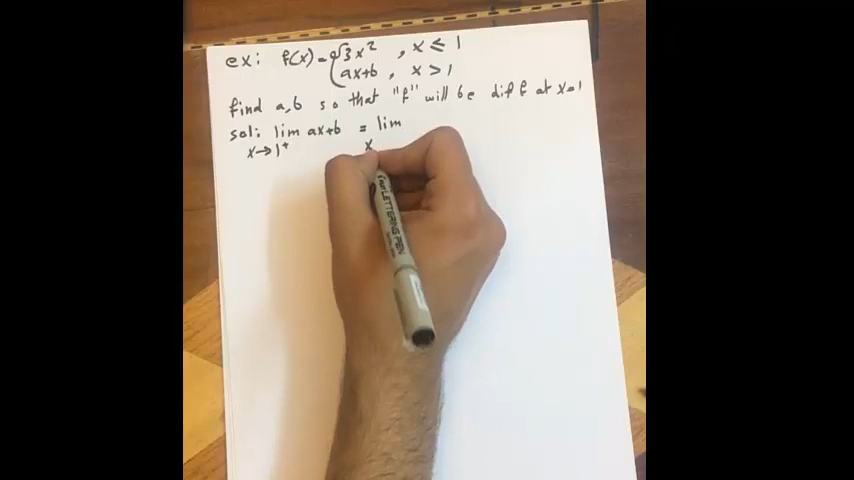 ex: f(x)= { 3x² , x ≤ 1
ax+b , x > 1
find a,b so that "f" will be diff at x=1
sol: lim ax+b = lim
x→1⁺ x
LETTERING PEN